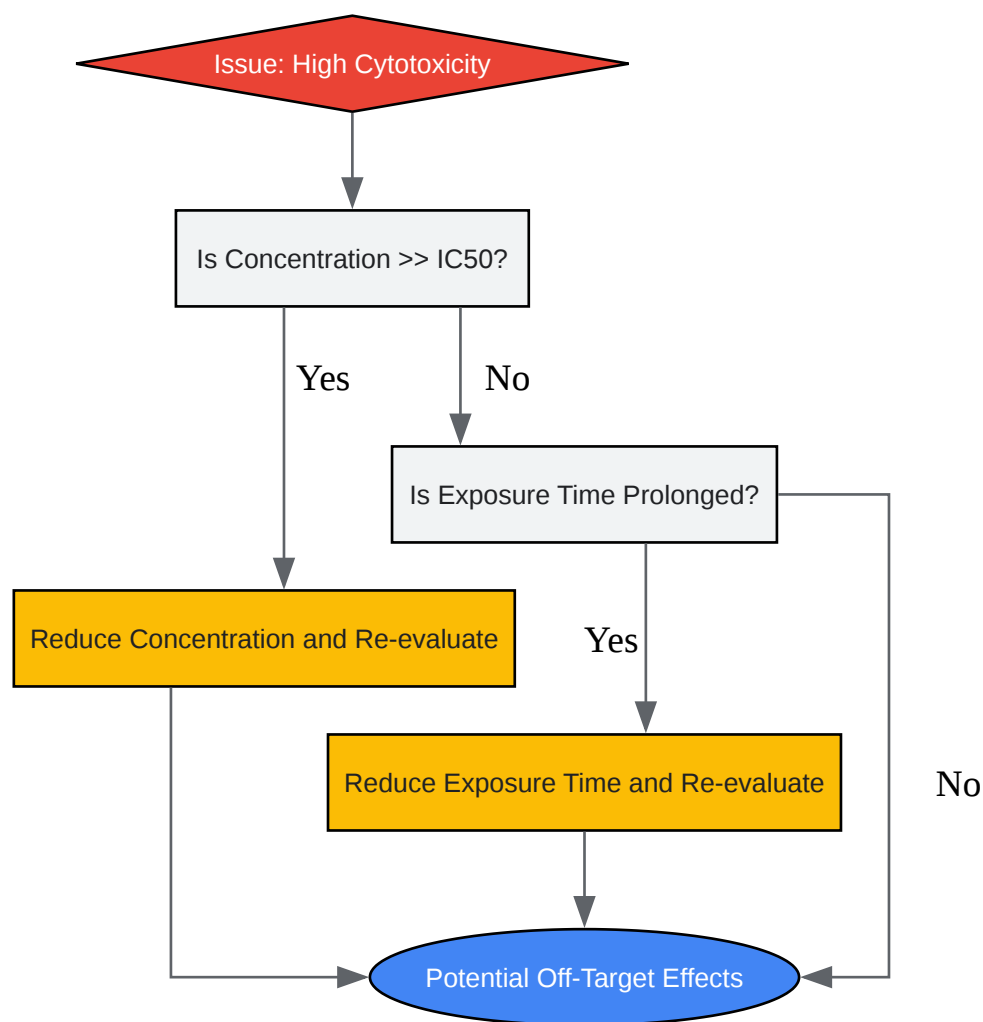 Issue: High Cytotoxicity
Is Concentration >> IC50?
Yes
No
Is Exposure Time Prolonged?
Reduce Concentration and Re-evaluate
Yes
Reduce Exposure Time and Re-evaluate
No
Potential Off-Target Effects